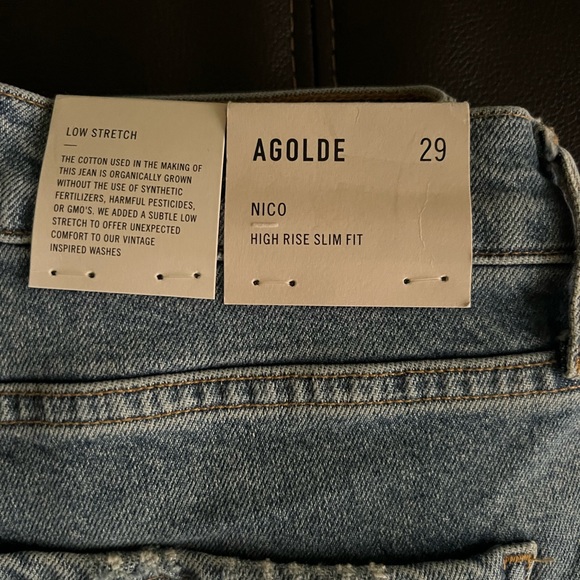 LOW STRETCH
THE COTTON USED IN THE MAKING OF
THIS JEAN IS ORGANICALLY GROWN
WITHOUT THE USE OF SYNTHETIC
FERTILIZERS, HARMFUL PESTICIDES,
OR GMO'S. WE ADDED A SUBTLE LOW
STRETCH TO OFFER UNEXPECTED
COMFORT TO OUR VINTAGE
INSPIRED WASHES
AGOLDE 29
NICO
HIGH RISE SLIM FIT